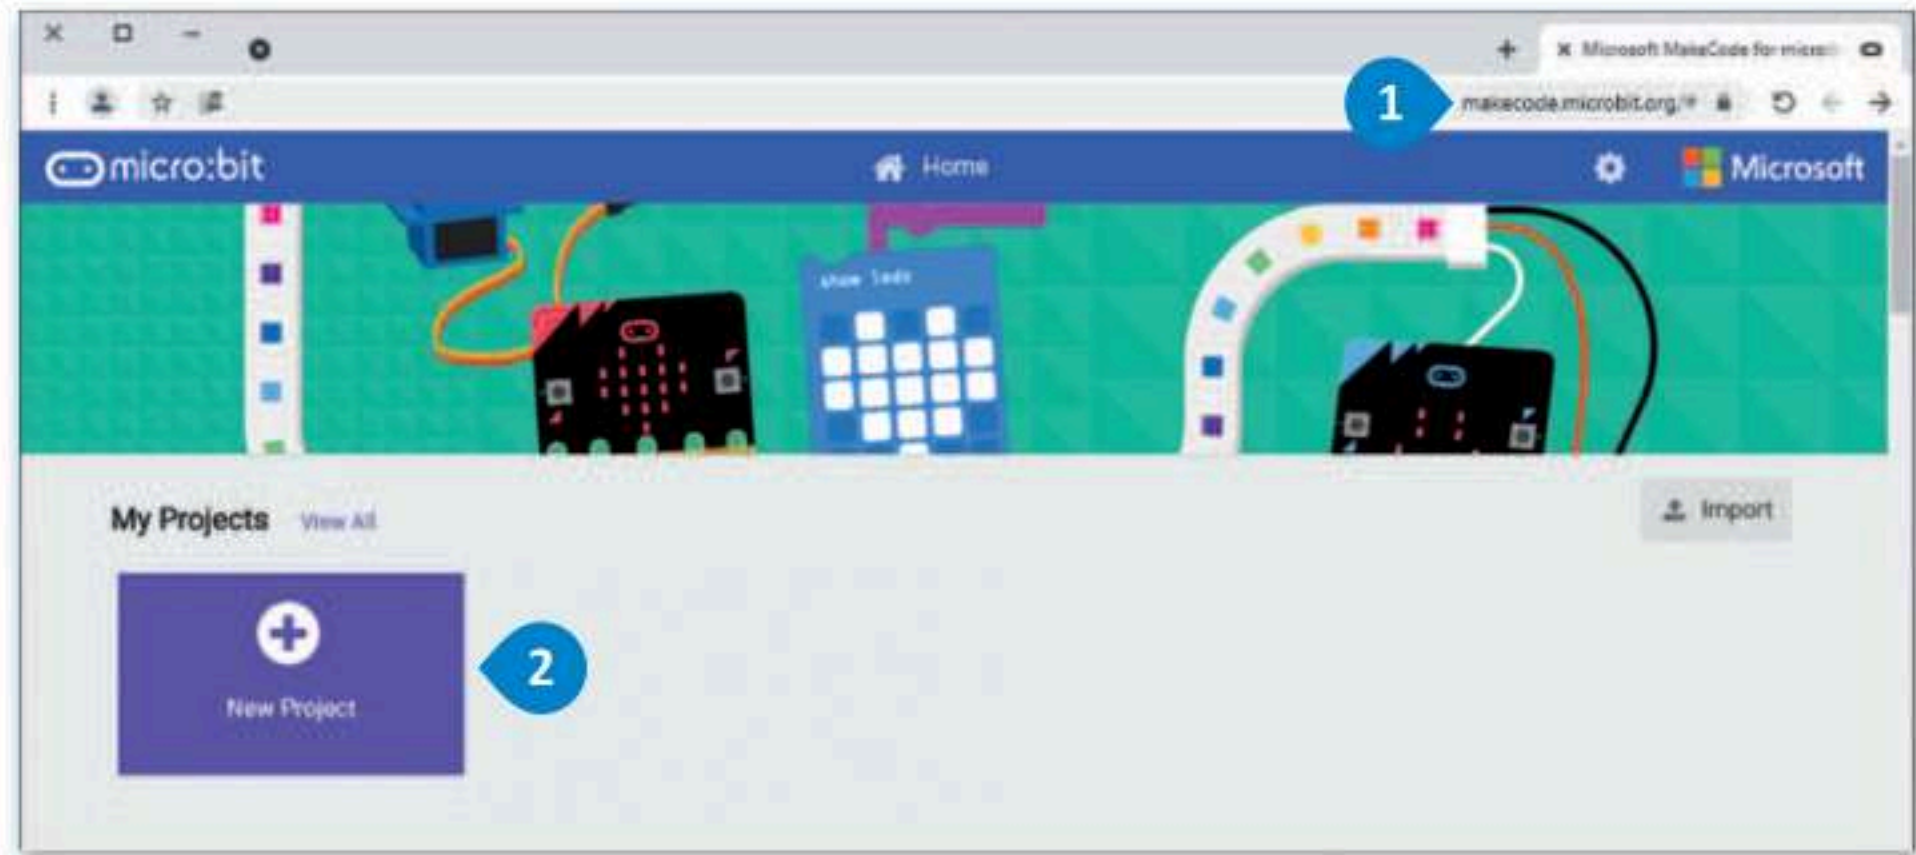 Microsoft MakeCode for micro:
1
makecode.microbit.org/#
micro:bit
Home
Microsoft
show leds
My Projects View All
Import
2
New Project